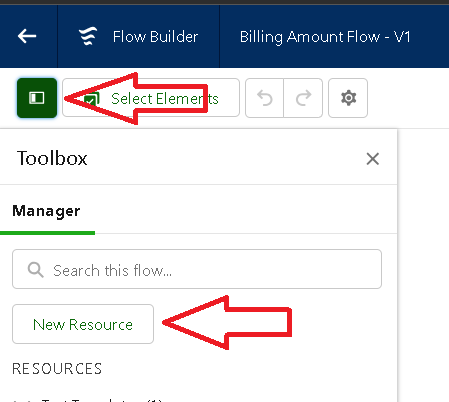 Flow Builder
Billing Amount Flow - V1
Select Elements
Toolbox
Manager
Search this flow...
New Resource
RESOURCES